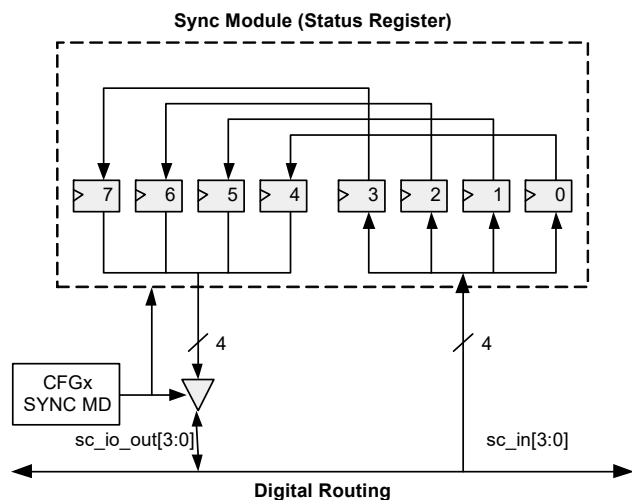 Sync Module (Status Register)
7 6 5 4 3 2 1 0
4 4
CFGx
SYNC MD
sc_io_out[3:0] sc_in[3:0]
Digital Routing